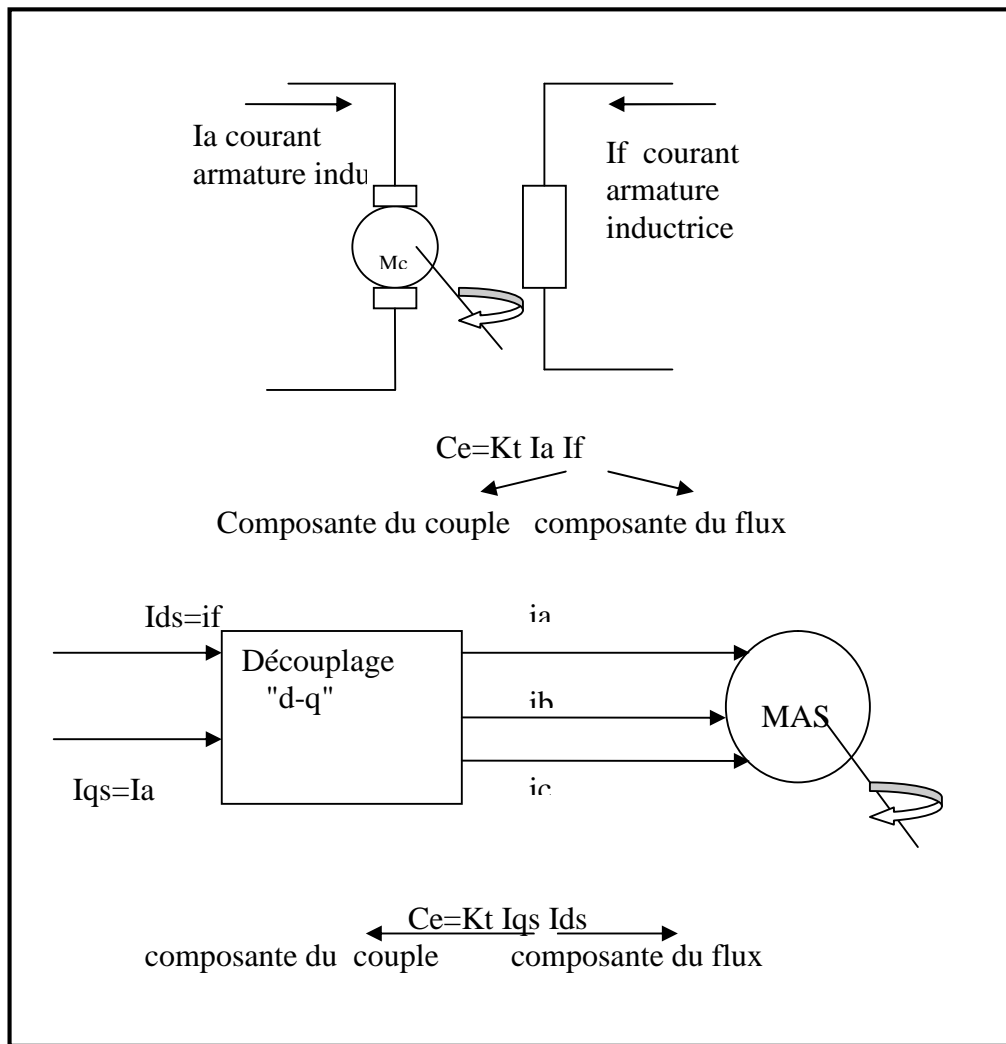 Ia courant
armature indu
If courant
armature
inductrice
Mc
Ce=Kt Ia If
Composante du couple composante du flux
Ids=if
ia
Découplage
"d-q"
ib
MAS
Iqs=Ia
ic
Ce=Kt Iqs Ids
composante du couple composante du flux